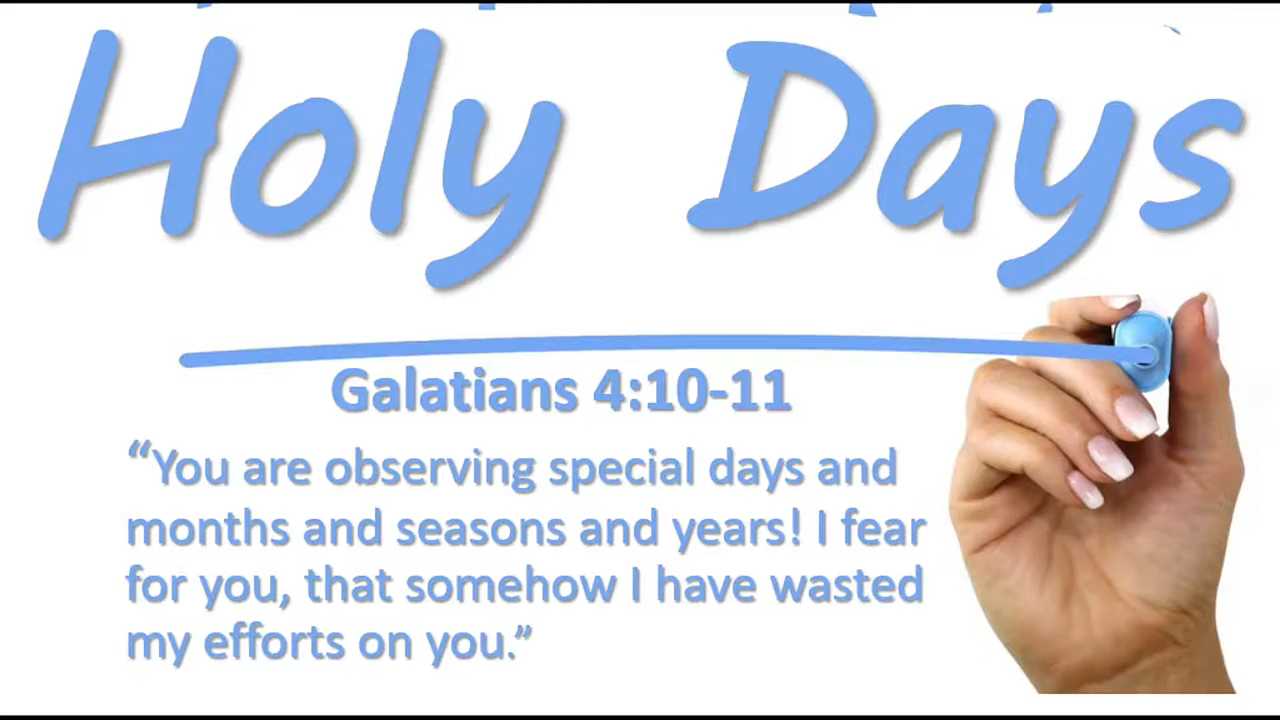 Holy Days
Galatians 4:10-11
“You are observing special days and
months and seasons and years! I fear
for you, that somehow I have wasted
my efforts on you.”